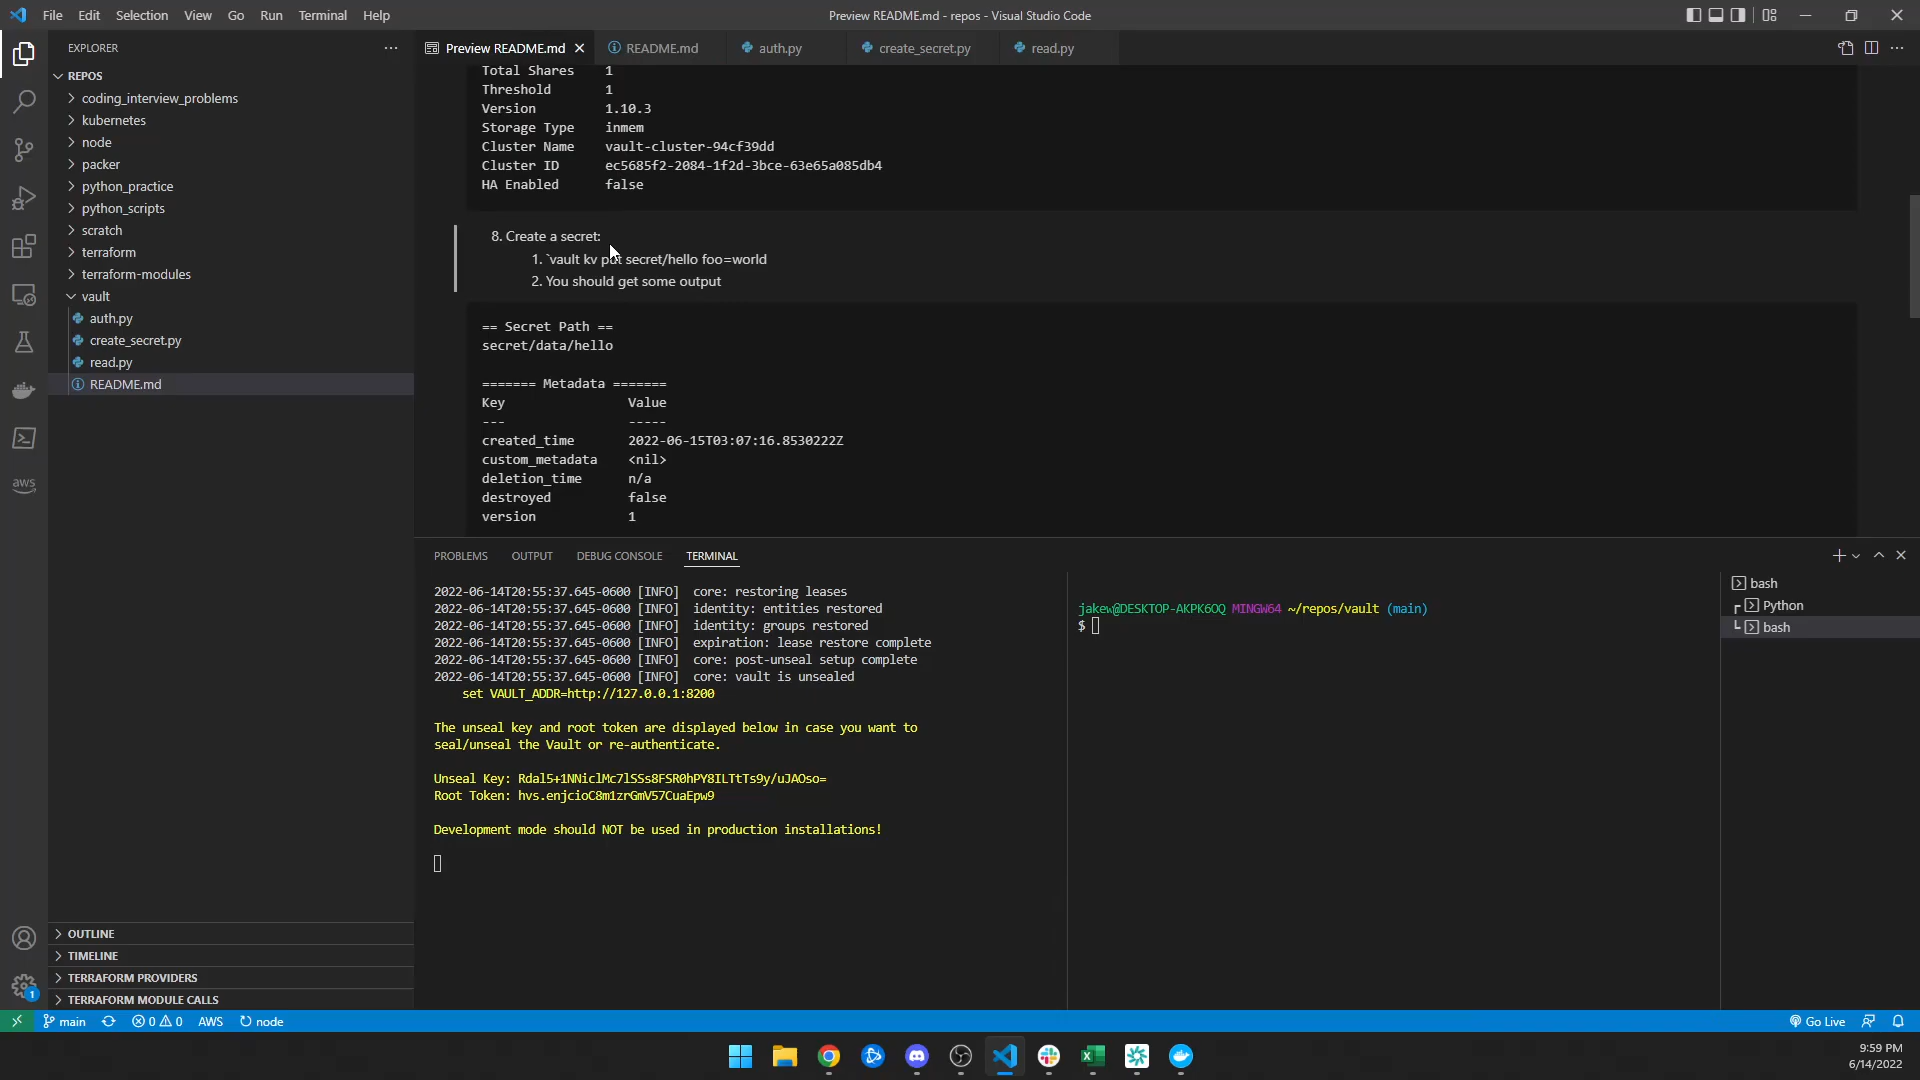 File Edit Selection View Go Run Terminal Help
Preview README.md - repos - Visual Studio Code
EXPLORER
REPOS
coding_interview_problems
kubernetes
node
packer
python_practice
python_scripts
scratch
terraform
terraform-modules
vault
auth.py
create_secret.py
read.py
README.md
OUTLINE
TIMELINE
TERRAFORM PROVIDERS
TERRAFORM MODULE CALLS
aws
Preview README.md README.md auth.py create_secret.py read.py
Total Shares 1
Threshold 1
Version 1.10.3
Storage Type inmem
Cluster Name vault-cluster-94cf39dd
Cluster ID ec5685f2-2084-1f2d-3bce-63e65a085db4
HA Enabled false
8. Create a secret:
1. `vault kv put secret/hello foo=world
2. You should get some output
== Secret Path ==
secret/data/hello
======= Metadata =======
Key Value
--- -----
created_time 2022-06-15T03:07:16.8530222Z
custom_metadata <nil>
deletion_time n/a
destroyed false
version 1
PROBLEMS OUTPUT DEBUG CONSOLE TERMINAL
2022-06-14T20:55:37.645-0600 [INFO] core: restoring leases
2022-06-14T20:55:37.645-0600 [INFO] identity: entities restored
2022-06-14T20:55:37.645-0600 [INFO] identity: groups restored
2022-06-14T20:55:37.645-0600 [INFO] expiration: lease restore complete
2022-06-14T20:55:37.645-0600 [INFO] core: post-unseal setup complete
2022-06-14T20:55:37.645-0600 [INFO] core: vault is unsealed
set VAULT_ADDR=http://127.0.0.1:8200
The unseal key and root token are displayed below in case you want to
seal/unseal the Vault or re-authenticate.
Unseal Key: Rdal5+1NNiclMc7lSSs8FSR0hPY8ILTtTs9y/uJAOso=
Root Token: hvs.enjcioC8m1zrGmV57CuaEpw9
Development mode should NOT be used in production installations!
jakew@DESKTOP-AKPK6OQ MINGW64 ~/repos/vault (main)
$
bash
Python
bash
1
main 0 0 AWS node
Go Live
9:59 PM
6/14/2022